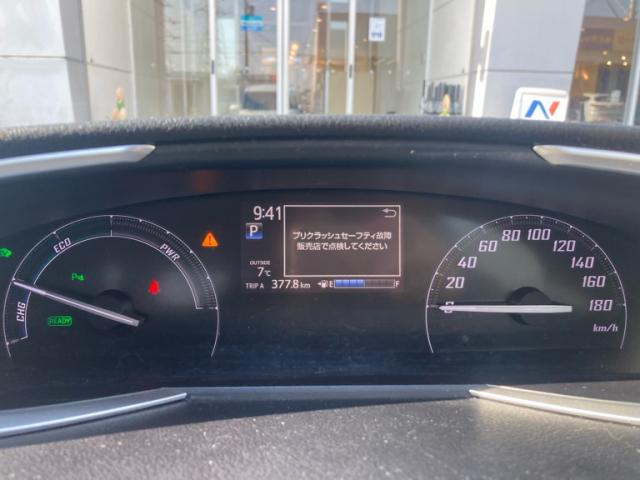 9:41
P
プリクラッシュセーフティ故障
販売店で点検してください
OUTSIDE
7℃
TRIP A 377.8 km
E F
CHG
ECO
PWR
READY
0
20
40
60
80
100
120
140
160
180
km/h